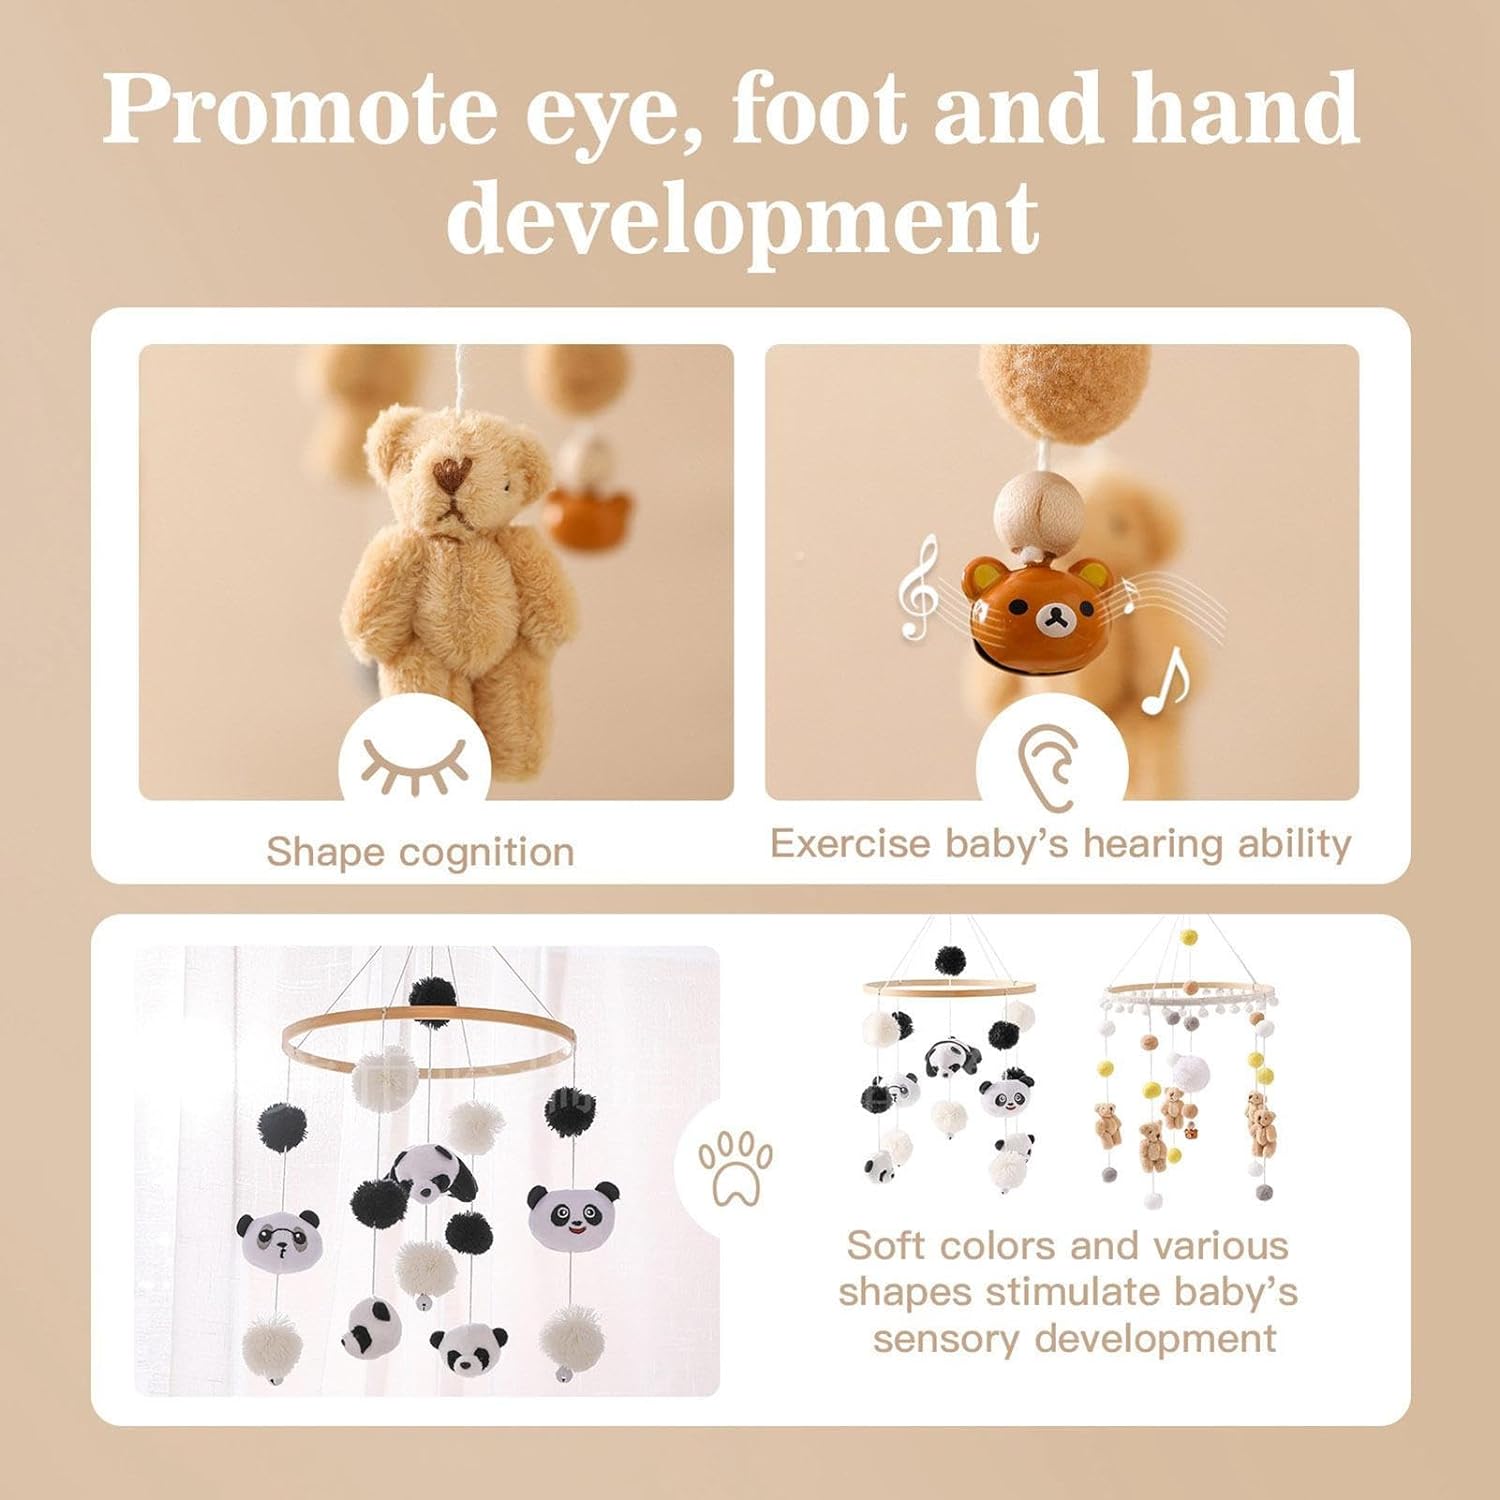 Promote eye, foot and hand
development
Shape cognition
Exercise baby's hearing ability
Soft colors and various
shapes stimulate baby's
sensory development